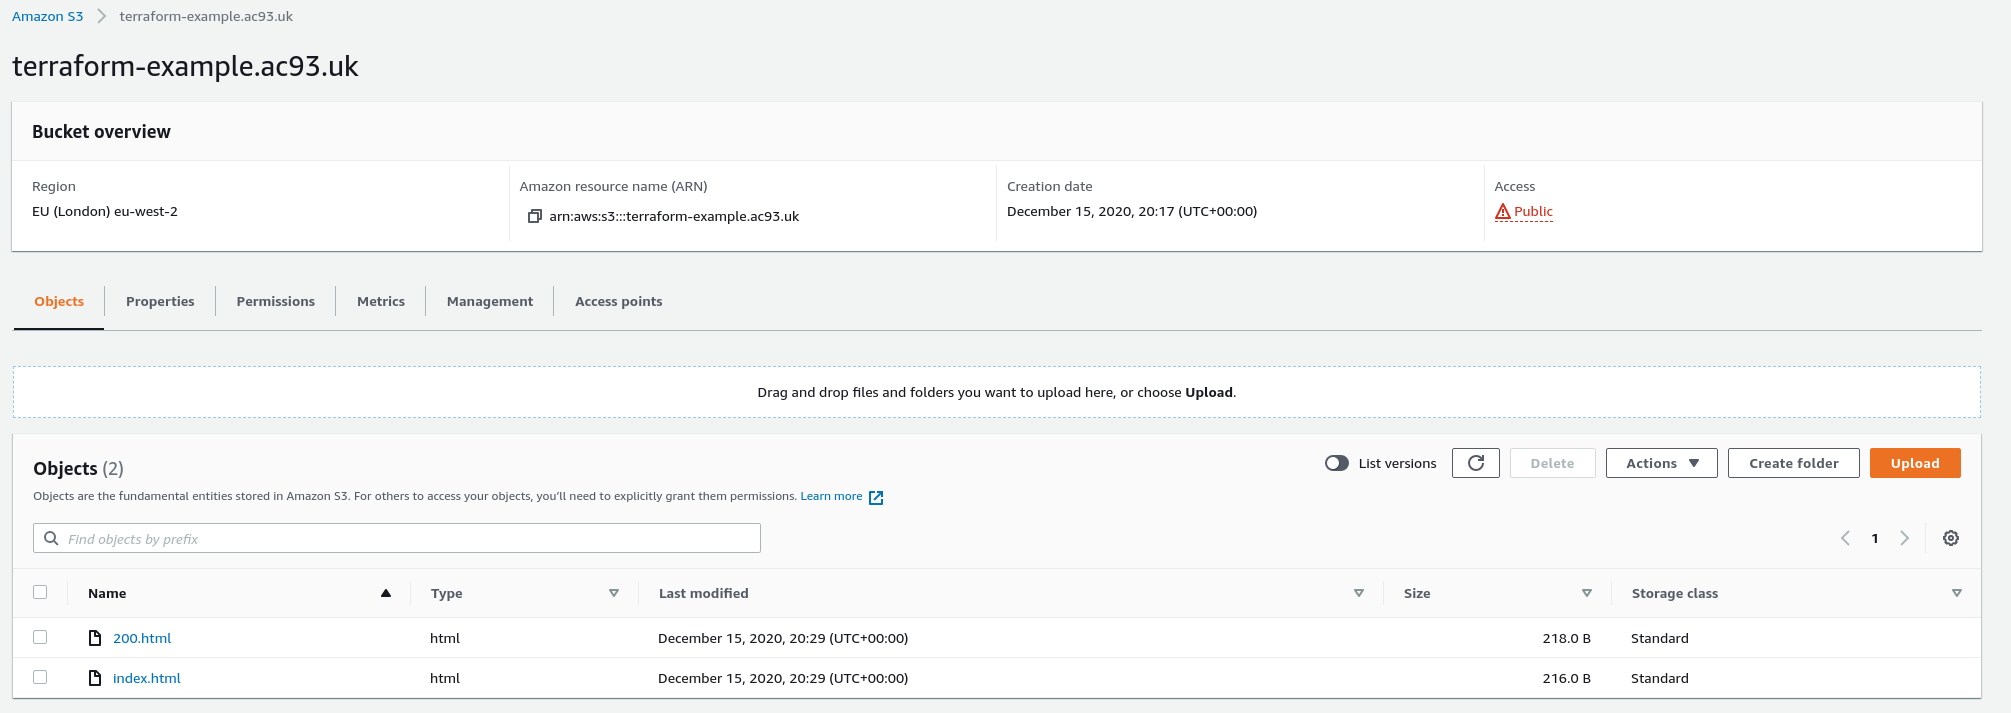 Amazon S3 terraform-example.ac93.uk
terraform-example.ac93.uk
Bucket overview
Region
EU (London) eu-west-2
Amazon resource name (ARN)
arn:aws:s3:::terraform-example.ac93.uk
Creation date
December 15, 2020, 20:17 (UTC+00:00)
Access
Public
Objects Properties Permissions Metrics Management Access points
Drag and drop files and folders you want to upload here, or choose Upload.
Objects (2)
List versions Delete Actions Create folder Upload
Objects are the fundamental entities stored in Amazon S3. For others to access your objects, you’ll need to explicitly grant them permissions. Learn more
Find objects by prefix
1
Name Type Last modified Size Storage class
200.html html December 15, 2020, 20:29 (UTC+00:00) 218.0 B Standard
index.html html December 15, 2020, 20:29 (UTC+00:00) 216.0 B Standard